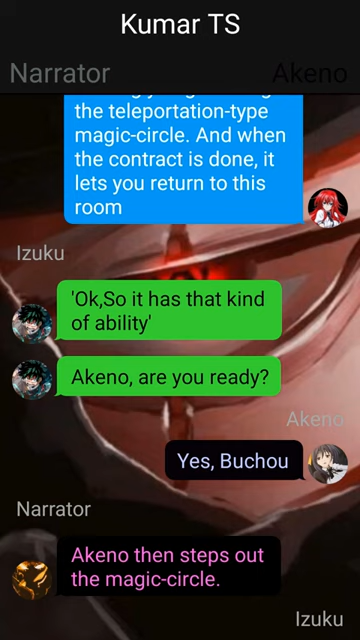 Kumar TS
Narrator
Akeno
the teleportation-type
magic-circle. And when
the contract is done, it
lets you return to this
room
Izuku
'Ok,So it has that kind
of ability'
Akeno, are you ready?
Akeno
Yes, Buchou
Narrator
Akeno then steps out
the magic-circle.
Izuku